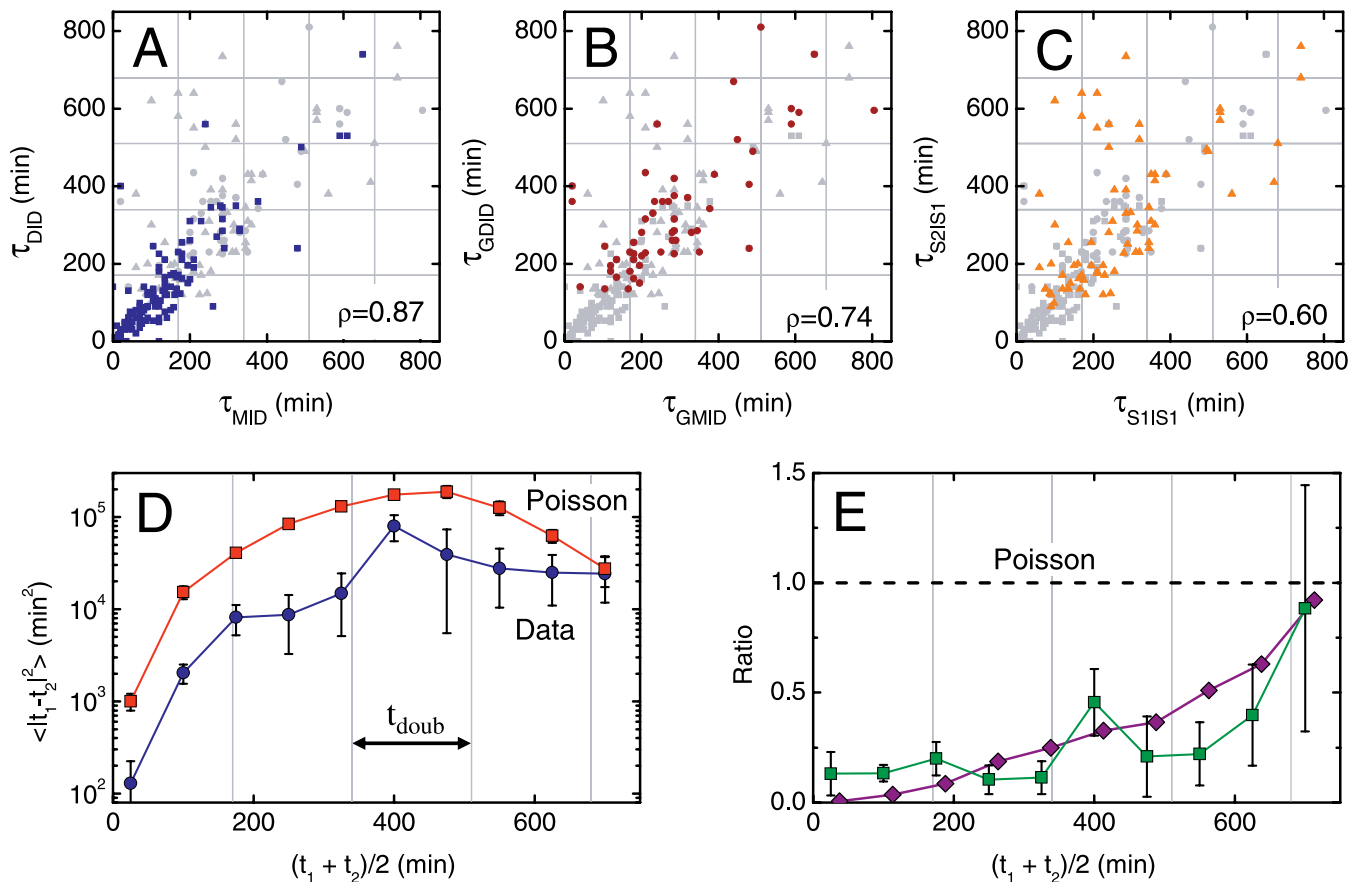 A
B
C
800
600
400
200
0
τDID (min)
ρ=0.87
0 200 400 600 800
τMID (min)
800
600
400
200
0
τGDID (min)
ρ=0.74
0 200 400 600 800
τGMID (min)
800
600
400
200
0
τS2IS1 (min)
ρ=0.60
0 200 400 600 800
τS1IS1 (min)
D
10^5
10^4
10^3
10^2
<|t1-t2|^2> (min^2)
Poisson
Data
tdoub
0 200 400 600
(t1 + t2)/2 (min)
E
1.5
1.0
0.5
0.0
Ratio
Poisson
0 200 400 600
(t1 + t2)/2 (min)